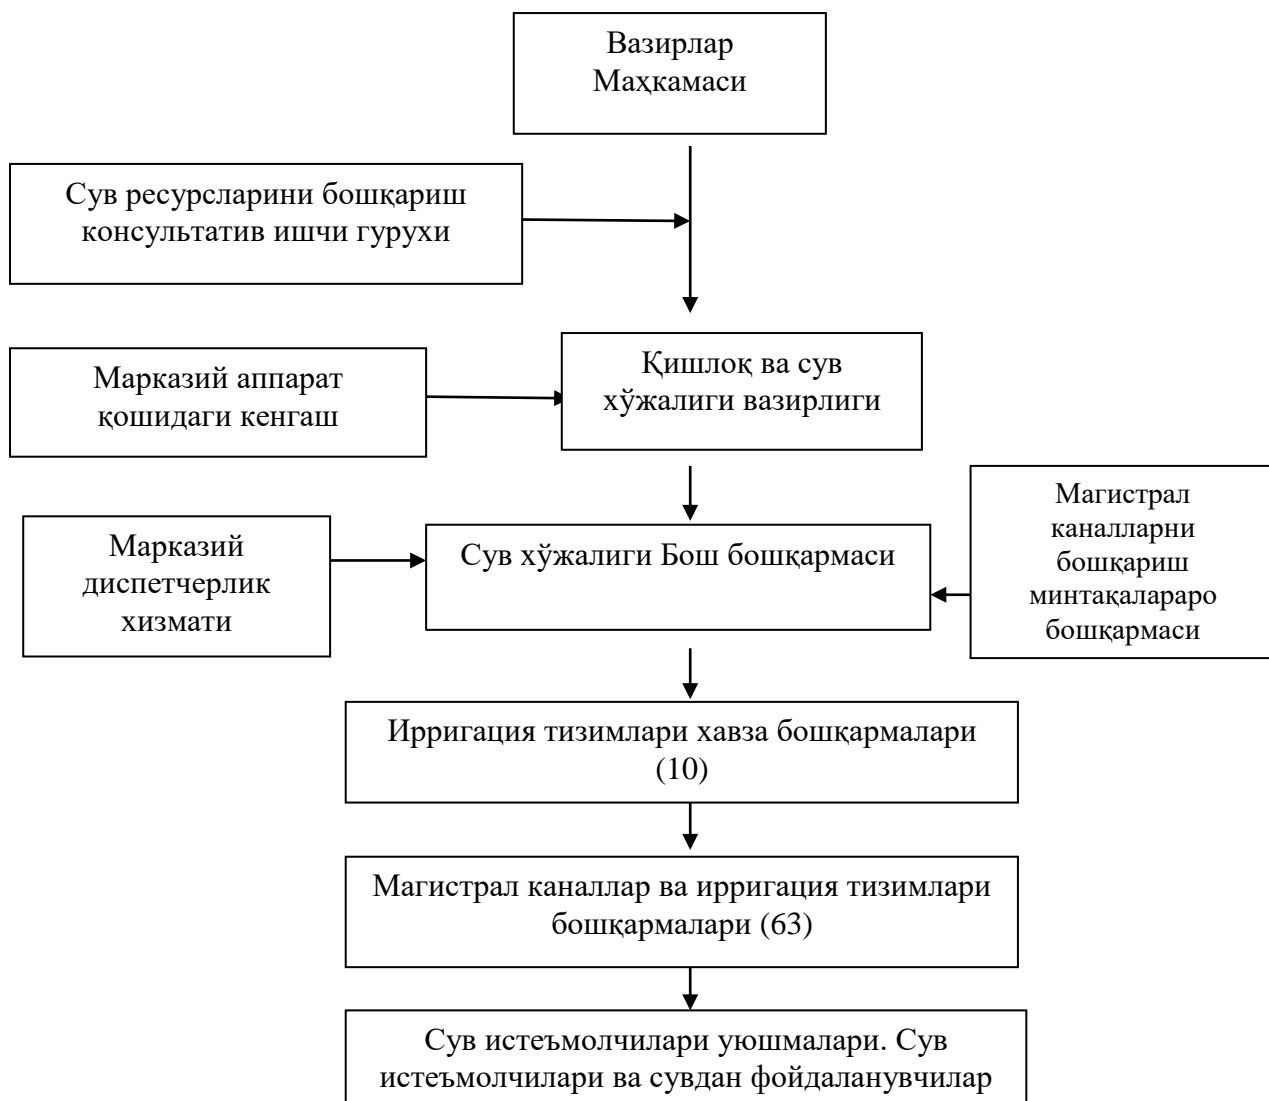 Вазирлар
Маҳкамаси
Сув ресурсларини бошқариш
консультатив ишчи гурухи
Қишлоқ ва сув
хўжалиги вазирлиги
Марказий аппарат
қошидаги кенгаш
Магистрал
каналларни
бошқариш
минтақалараро
бошқармаси
Марказий
диспетчерлик
хизмати
Сув хўжалиги Бош бошқармаси
Ирригация тизимлари хавза бошқармалари
(10)
Магистрал каналлар ва ирригация тизимлари
бошқармалари (63)
Сув истеъмолчилари уюшмалари. Сув
истеъмолчилари ва сувдан фойдаланувчилар